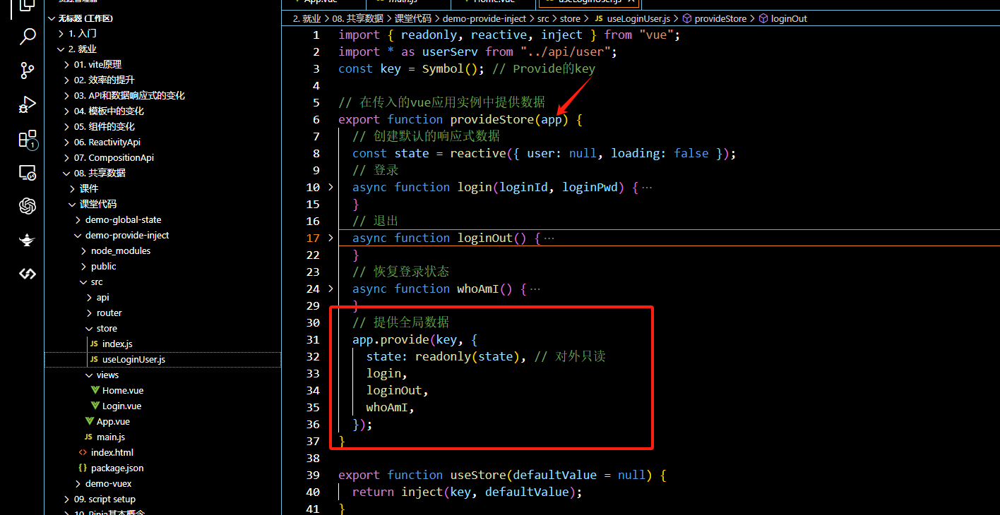 无标题 (工作区)
1. 入门
2. 就业
01. vite原理
02. 效率的提升
03. API和数据响应式的变化
04. 模板中的变化
05. 组件的变化
06. ReactivityApi
07. CompositionApi
08. 共享数据
课件
课堂代码
demo-global-state
demo-provide-inject
node_modules
public
src
api
router
store
JS index.js
JS useLoginUser.js
views
Home.vue
Login.vue
App.vue
JS main.js
<> index.html
{} package.json
demo-vuex
09. script setup
10. Pinia基本概念
1
2. 就业 > 08. 共享数据 > 课堂代码 > demo-provide-inject > src > store > JS useLoginUser.js > provideStore > loginOut
1 import { readonly, reactive, inject } from "vue";
2 import * as userServ from "../api/user";
3 const key = Symbol(); // Provide的key
4
5 // 在传入的vue应用实例中提供数据
6 export function provideStore(app) {
7 // 创建默认的响应式数据
8 const state = reactive({ user: null, loading: false });
9 // 登录
10 async function login(loginId, loginPwd) { ···
15 }
16 // 退出
17 async function loginOut() { ···
22 }
23 // 恢复登录状态
24 async function whoAmI() { ···
29 }
30 // 提供全局数据
31 app.provide(key, {
32 state: readonly(state), // 对外只读
33 login,
34 loginOut,
35 whoAmI,
36 });
37 }
38
39 export function useStore(defaultValue = null) {
40 return inject(key, defaultValue);
41 }